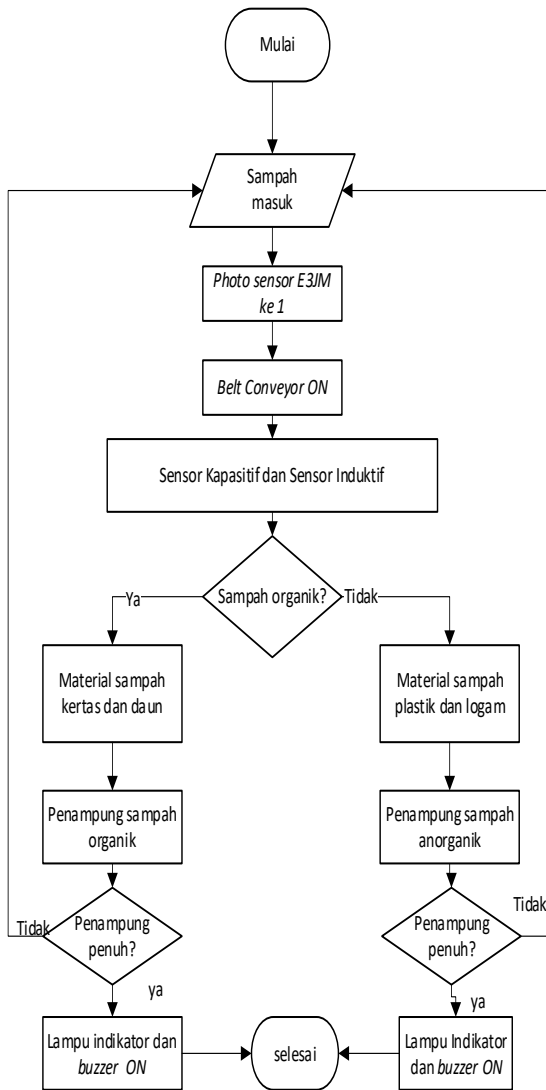 Mulai
Sampah
masuk
Photo sensor E3JM
ke 1
Belt Conveyor ON
Sensor Kapasitif dan Sensor Induktif
Sampah organik?
Ya
Tidak
Material sampah
kertas dan daun
Material sampah
plastik dan logam
Penampung sampah
organik
Penampung sampah
anorganik
Tidak
Penampung
penuh?
Penampung
penuh?
Tidak
ya
ya
Lampu indikator dan
buzzer ON
selesai
Lampu Indikator
dan buzzer ON